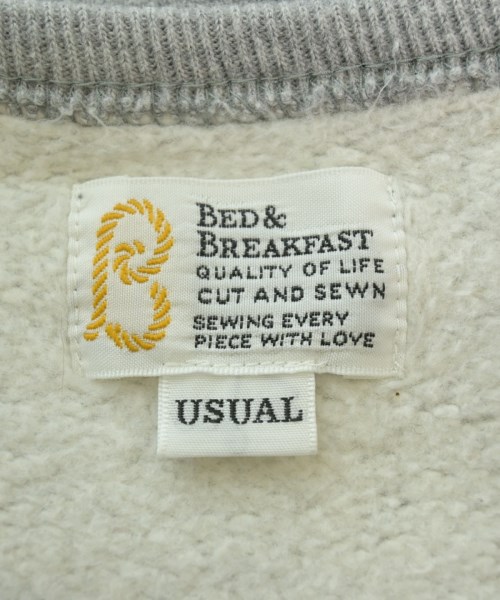 BED &
BREAKFAST
QUALITY OF LIFE
CUT AND SEWN
SEWING EVERY
PIECE WITH LOVE
USUAL